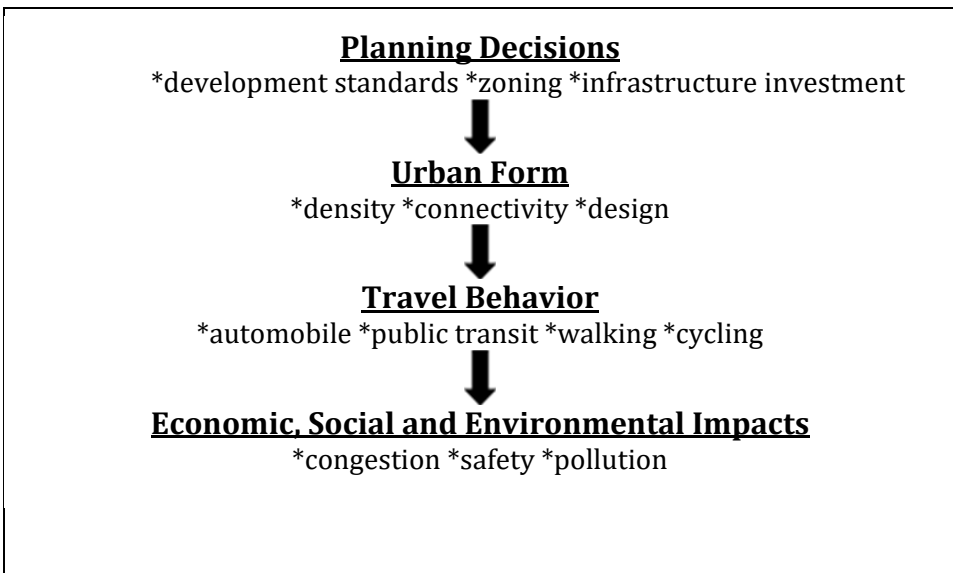 Planning Decisions
*development standards *zoning *infrastructure investment
Urban Form
*density *connectivity *design
Travel Behavior
*automobile *public transit *walking *cycling
Economic, Social and Environmental Impacts
*congestion *safety *pollution